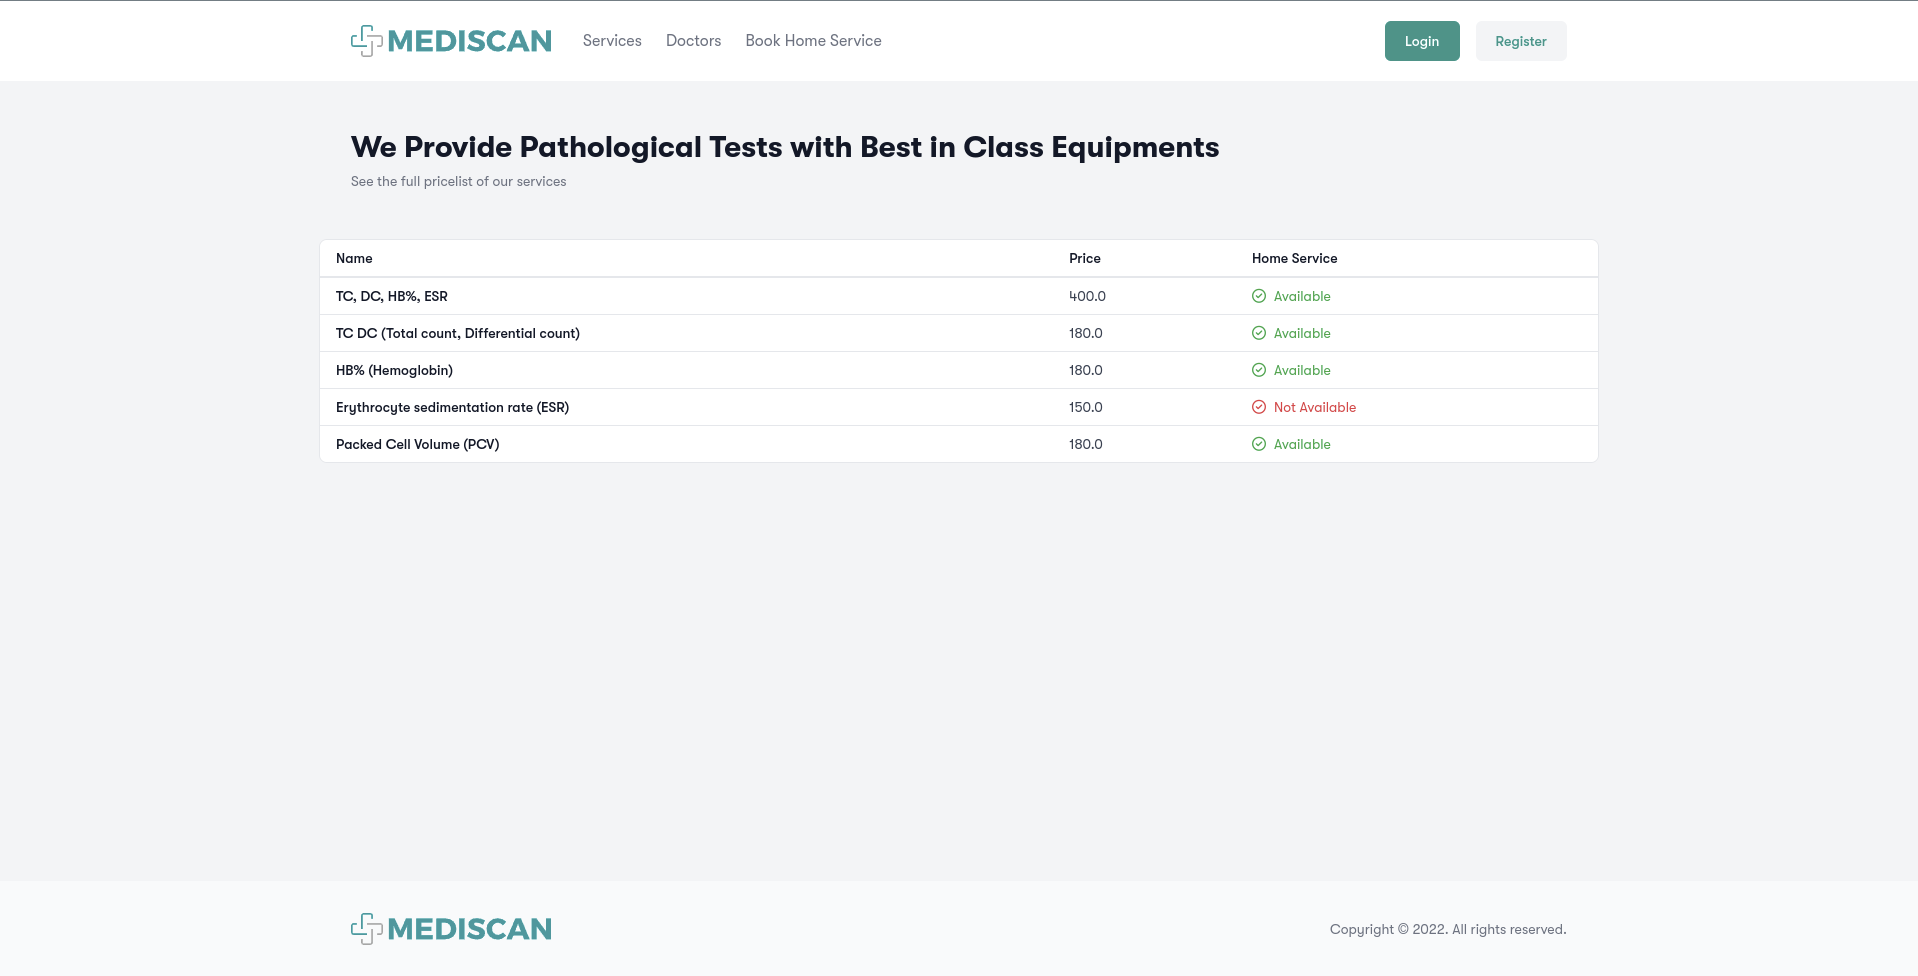 MEDISCAN Services Doctors Book Home Service Login Register
We Provide Pathological Tests with Best in Class Equipments
See the full pricelist of our services
Name Price Home Service
TC, DC, HB%, ESR 400.0 Available
TC DC (Total count, Differential count) 180.0 Available
HB% (Hemoglobin) 180.0 Available
Erythrocyte sedimentation rate (ESR) 150.0 Not Available
Packed Cell Volume (PCV) 180.0 Available
MEDISCAN Copyright © 2022. All rights reserved.